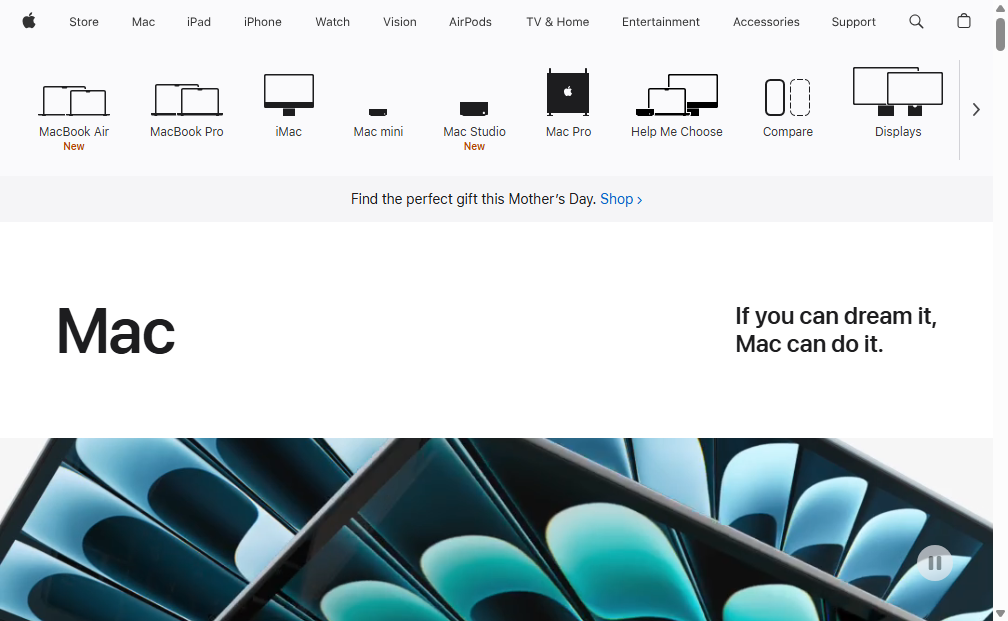 Store Mac iPad iPhone Watch Vision AirPods TV & Home Entertainment Accessories Support
MacBook Air MacBook Pro iMac Mac mini Mac Studio Mac Pro Help Me Choose Compare Displays
New New
Find the perfect gift this Mother's Day. Shop ›
Mac
If you can dream it,
Mac can do it.